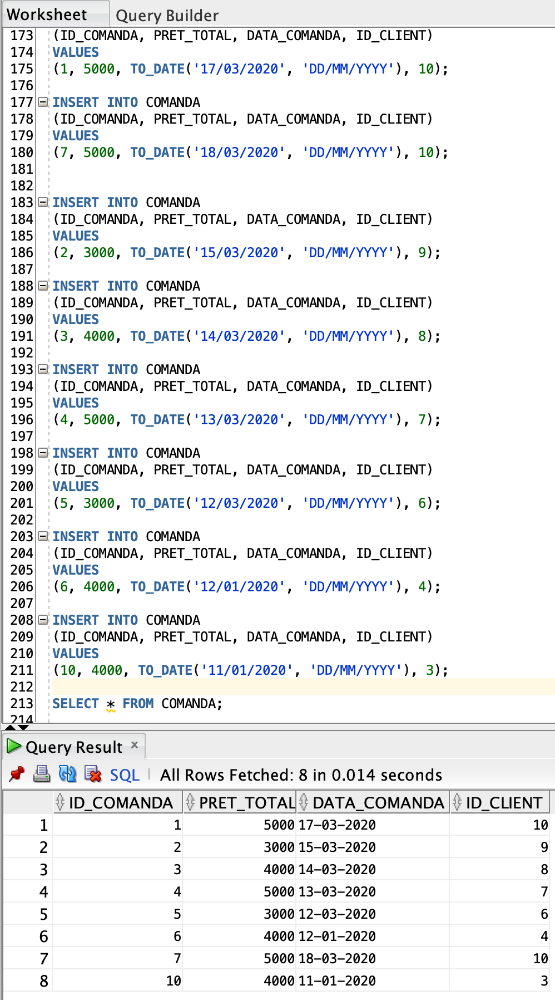 Worksheet Query Builder
173 (ID_COMANDA, PRET_TOTAL, DATA_COMANDA, ID_CLIENT)
174 VALUES
175 (1, 5000, TO_DATE('17/03/2020', 'DD/MM/YYYY'), 10);
176
177 INSERT INTO COMANDA
178 (ID_COMANDA, PRET_TOTAL, DATA_COMANDA, ID_CLIENT)
179 VALUES
180 (7, 5000, TO_DATE('18/03/2020', 'DD/MM/YYYY'), 10);
181
182
183 INSERT INTO COMANDA
184 (ID_COMANDA, PRET_TOTAL, DATA_COMANDA, ID_CLIENT)
185 VALUES
186 (2, 3000, TO_DATE('15/03/2020', 'DD/MM/YYYY'), 9);
187
188 INSERT INTO COMANDA
189 (ID_COMANDA, PRET_TOTAL, DATA_COMANDA, ID_CLIENT)
190 VALUES
191 (3, 4000, TO_DATE('14/03/2020', 'DD/MM/YYYY'), 8);
192
193 INSERT INTO COMANDA
194 (ID_COMANDA, PRET_TOTAL, DATA_COMANDA, ID_CLIENT)
195 VALUES
196 (4, 5000, TO_DATE('13/03/2020', 'DD/MM/YYYY'), 7);
197
198 INSERT INTO COMANDA
199 (ID_COMANDA, PRET_TOTAL, DATA_COMANDA, ID_CLIENT)
200 VALUES
201 (5, 3000, TO_DATE('12/03/2020', 'DD/MM/YYYY'), 6);
202
203 INSERT INTO COMANDA
204 (ID_COMANDA, PRET_TOTAL, DATA_COMANDA, ID_CLIENT)
205 VALUES
206 (6, 4000, TO_DATE('12/01/2020', 'DD/MM/YYYY'), 4);
207
208 INSERT INTO COMANDA
209 (ID_COMANDA, PRET_TOTAL, DATA_COMANDA, ID_CLIENT)
210 VALUES
211 (10, 4000, TO_DATE('11/01/2020', 'DD/MM/YYYY'), 3);
212
213 SELECT * FROM COMANDA;
214
Query Result x
SQL | All Rows Fetched: 8 in 0.014 seconds
ID_COMANDA PRET_TOTAL DATA_COMANDA ID_CLIENT
1 1 5000 17-03-2020 10
2 2 3000 15-03-2020 9
3 3 4000 14-03-2020 8
4 4 5000 13-03-2020 7
5 5 3000 12-03-2020 6
6 6 4000 12-01-2020 4
7 7 5000 18-03-2020 10
8 10 4000 11-01-2020 3